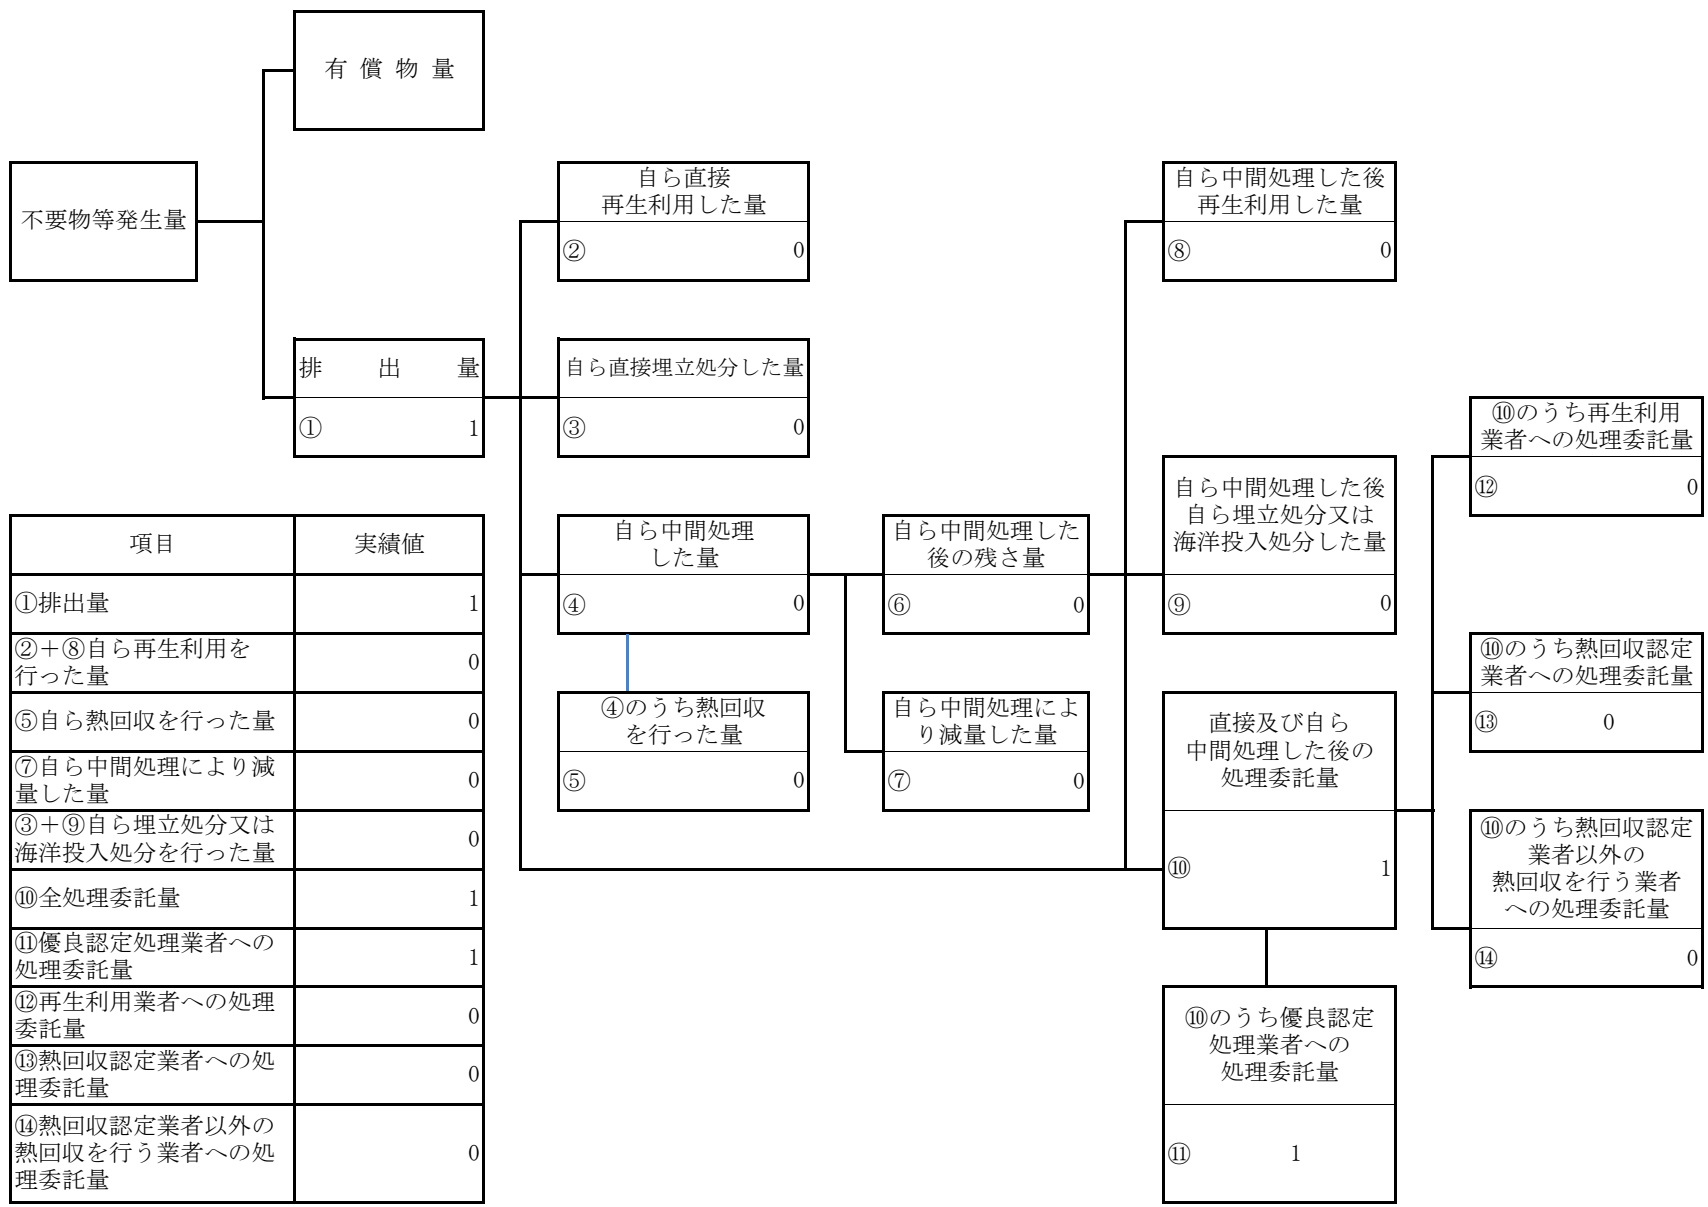 有償物量
不要物等発生量
排出量
① 1
自ら直接
再生利用した量
② 0
自ら直接埋立処分した量
③ 0
自ら中間処理
した量
④ 0
④のうち熱回収
を行った量
⑤ 0
自ら中間処理した
後の残さ量
⑥ 0
自ら中間処理によ
り減量した量
⑦ 0
自ら中間処理した後
再生利用した量
⑧ 0
自ら中間処理した後
自ら埋立処分又は
海洋投入処分した量
⑨ 0
直接及び自ら
中間処理した後の
処理委託量
⑩ 1
⑩のうち優良認定
処理業者への
処理委託量
⑪ 1
⑩のうち再生利用
業者への処理委託量
⑫ 0
⑩のうち熱回収認定
業者への処理委託量
⑬ 0
⑩のうち熱回収認定
業者以外の
熱回収を行う業者
への処理委託量
⑭ 0
項目 実績値
①排出量 1
②+⑧自ら再生利用を
行った量 0
⑤自ら熱回収を行った量 0
⑦自ら中間処理により減
量した量 0
③+⑨自ら埋立処分又は
海洋投入処分を行った量 0
⑩全処理委託量 1
⑪優良認定処理業者への
処理委託量 1
⑫再生利用業者への処理
委託量 0
⑬熱回収認定業者への処
理委託量 0
⑭熱回収認定業者以外の
熱回収を行う業者への処
理委託量 0